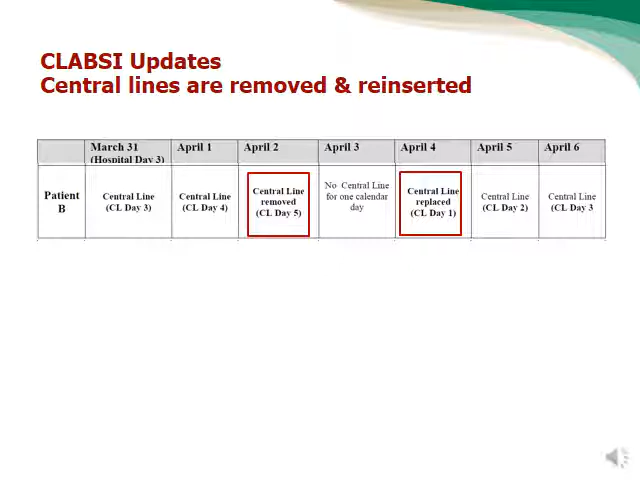 CLABSI Updates
Central lines are removed & reinserted
March 31 April 1 April 2 April 3 April 4 April 5 April 6
(Hospital Day 3)
Patient B
Central Line
(CL Day 3)
Central Line
(CL Day 4)
Central Line
removed
(CL Day 5)
No Central Line
for one calendar
day
Central Line
replaced
(CL Day 1)
Central Line
(CL Day 2)
Central Line
(CL Day 3